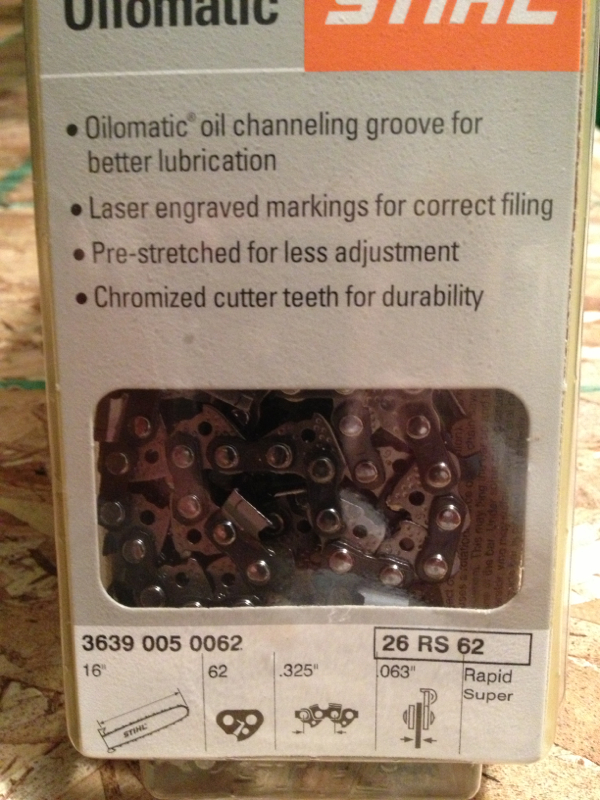 Oilomatic STIHL
• Oilomatic® oil channeling groove for
better lubrication
• Laser engraved markings for correct filing
• Pre-stretched for less adjustment
• Chromized cutter teeth for durability
3639 005 0062 26 RS 62
16" 62 .325" .063" Rapid
Super
STIHL